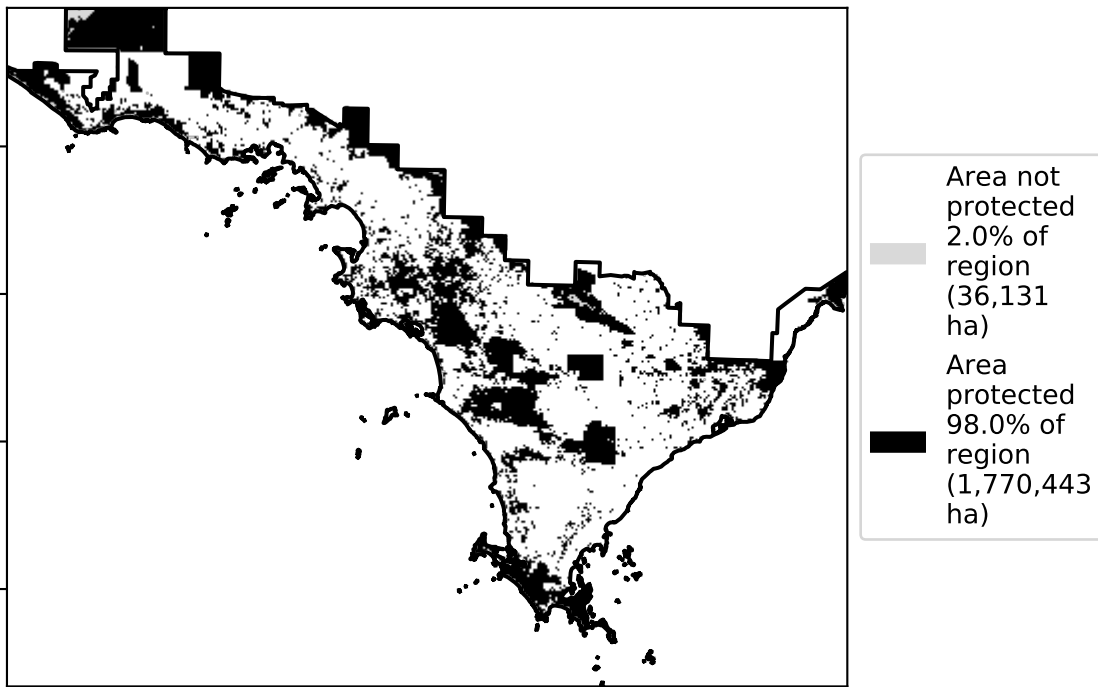 Area not
protected
2.0% of
region
(36,131
ha)
Area
protected
98.0% of
region
(1,770,443
ha)